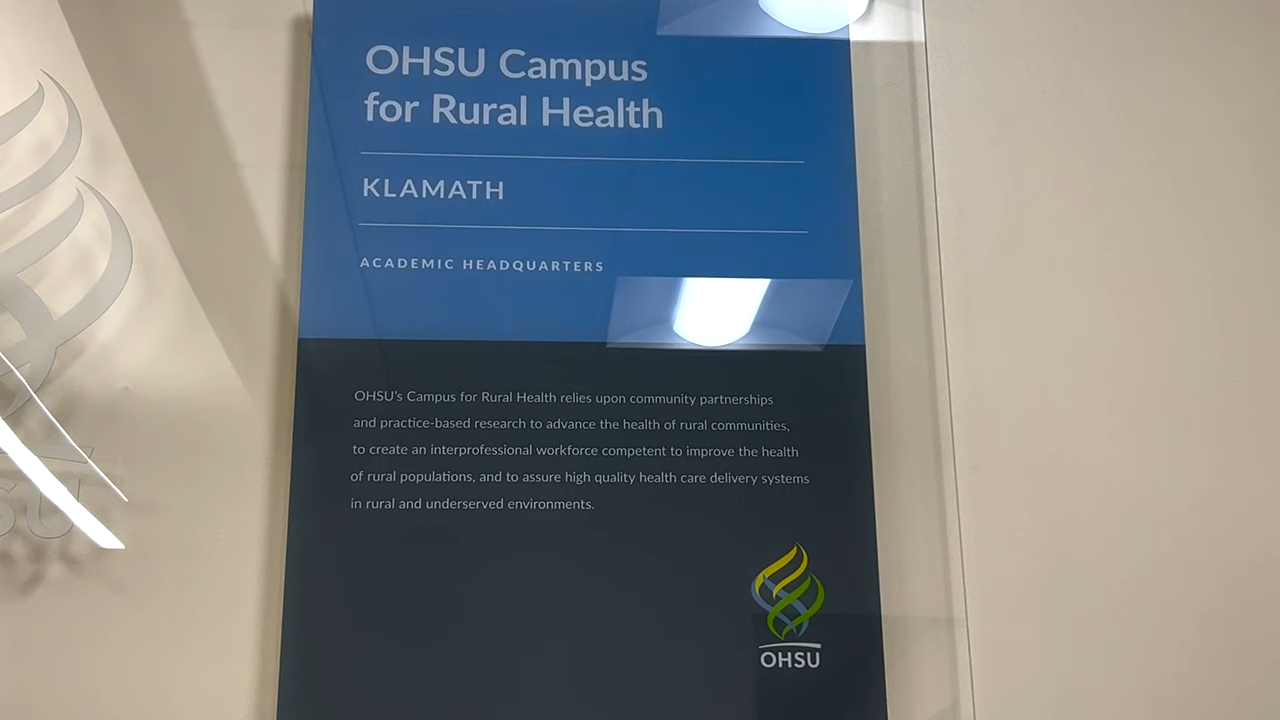 OHSU Campus
for Rural Health
KLAMATH
ACADEMIC HEADQUARTERS
OHSU's Campus for Rural Health relies upon community partnerships
and practice-based research to advance the health of rural communities,
to create an interprofessional workforce competent to improve the health
of rural populations, and to assure high quality health care delivery systems
in rural and underserved environments.
OHSU
SU